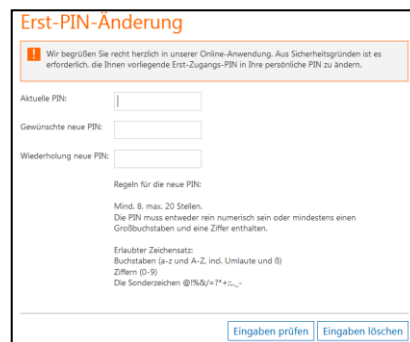 Erst-PIN-Änderung
! Wir begrüßen Sie recht herzlich in unserer Online-Anwendung. Aus Sicherheitsgründen ist es
erforderlich, die Ihnen vorliegende Erst-Zugangs-PIN in Ihre persönliche PIN zu ändern.
Aktuelle PIN:
Gewünschte neue PIN:
Wiederholung neue PIN:
Regeln für die neue PIN:
Mind. 8, max. 20 Stellen.
Die PIN muss entweder rein numerisch sein oder mindestens einen
Großbuchstaben und eine Ziffer enthalten.
Erlaubter Zeichensatz:
Buchstaben (a-z und A-Z, incl. Umlaute und ß)
Ziffern (0-9)
Die Sonderzeichen @!%&/=?*+;:,._-
Eingaben prüfen Eingaben löschen